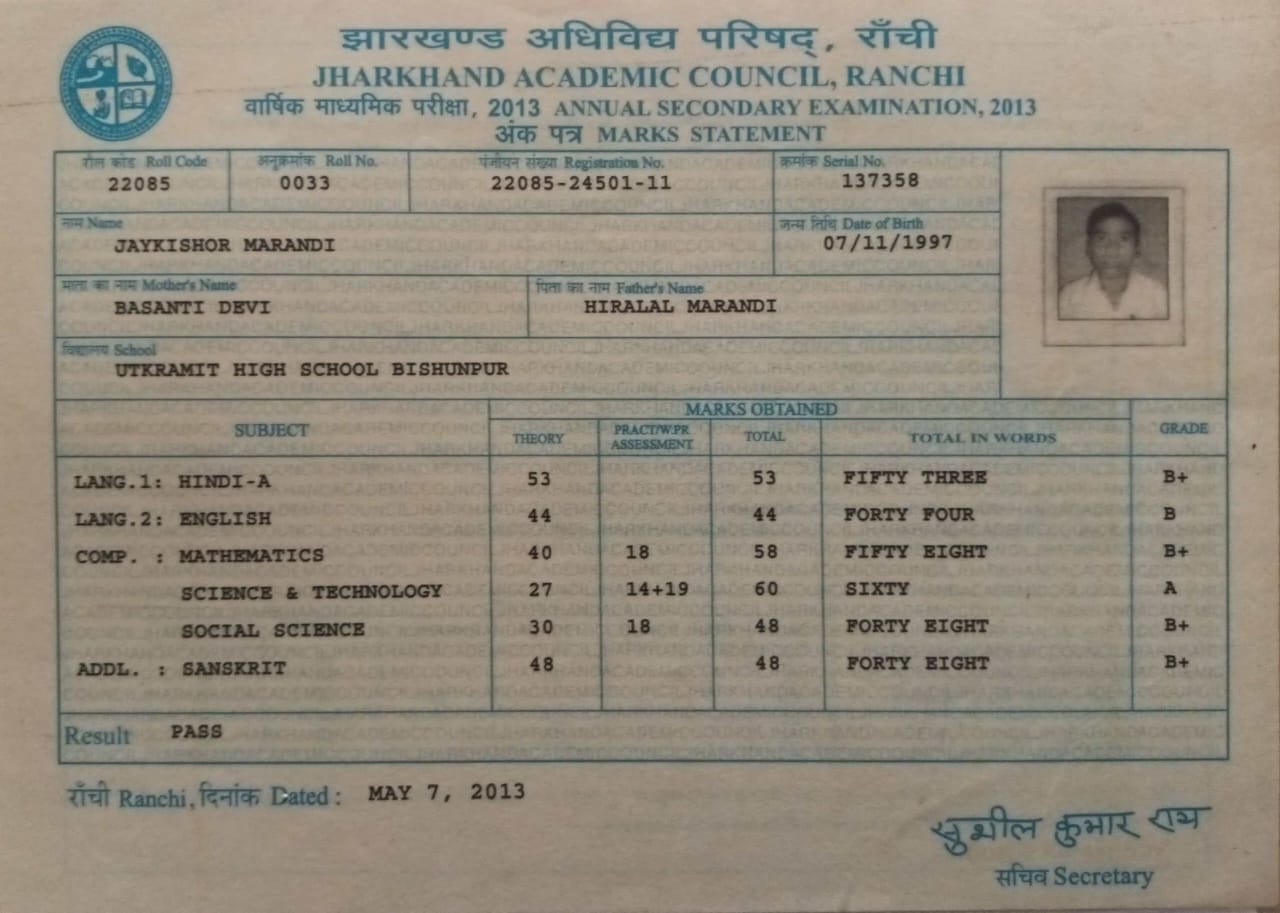 झारखण्ड अधिविद्य परिषद्, राँची
JHARKHAND ACADEMIC COUNCIL, RANCHI
वार्षिक माध्यमिक परीक्षा, 2013 ANNUAL SECONDARY EXAMINATION, 2013
अंक पत्र MARKS STATEMENT
रौल कोड Roll Code अनुक्रमांक Roll No. पंजीयन संख्या Registration No. क्रमांक Serial No.
22085 0033 22085-24501-11 137358
नाम Name जन्म तिथि Date of Birth
JAYKISHOR MARANDI 07/11/1997
माता का नाम Mother's Name पिता का नाम Father's Name
BASANTI DEVI HIRALAL MARANDI
विद्यालय School
UTKRAMIT HIGH SCHOOL BISHUNPUR
MARKS OBTAINED
SUBJECT THEORY PRACT/W.PR ASSESSMENT TOTAL TOTAL IN WORDS GRADE
LANG.1: HINDI-A 53 53 FIFTY THREE B+
LANG.2: ENGLISH 44 44 FORTY FOUR B
COMP. : MATHEMATICS 40 18 58 FIFTY EIGHT B+
SCIENCE & TECHNOLOGY 27 14+19 60 SIXTY A
SOCIAL SCIENCE 30 18 48 FORTY EIGHT B+
ADDL. : SANSKRIT 48 48 FORTY EIGHT B+
Result PASS
राँची Ranchi, दिनांक Dated : MAY 7, 2013
सुशील कुमार राय
सचिव Secretary